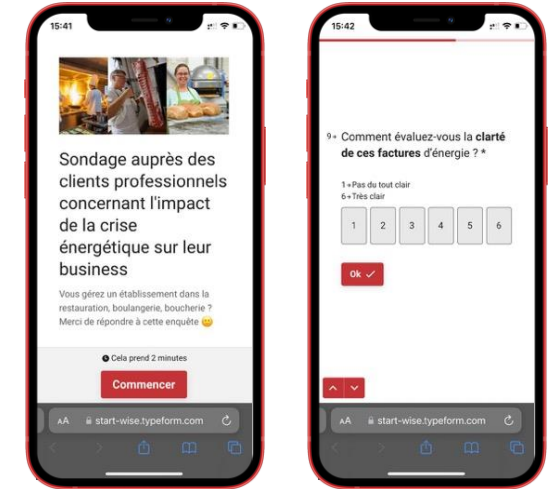 15:41
Sondage auprès des
clients professionnels
concernant l'impact
de la crise
énergétique sur leur
business
Vous gérez un établissement dans la
restauration, boulangerie, boucherie ?
Merci de répondre à cette enquête
Cela prend 2 minutes
Commencer
AA start-wise.typeform.com
15:42
9→ Comment évaluez-vous la clarté
de ces factures d'énergie ? *
1→Pas du tout clair
6→Très clair
1 2 3 4 5 6
Ok ✓
AA start-wise.typeform.com